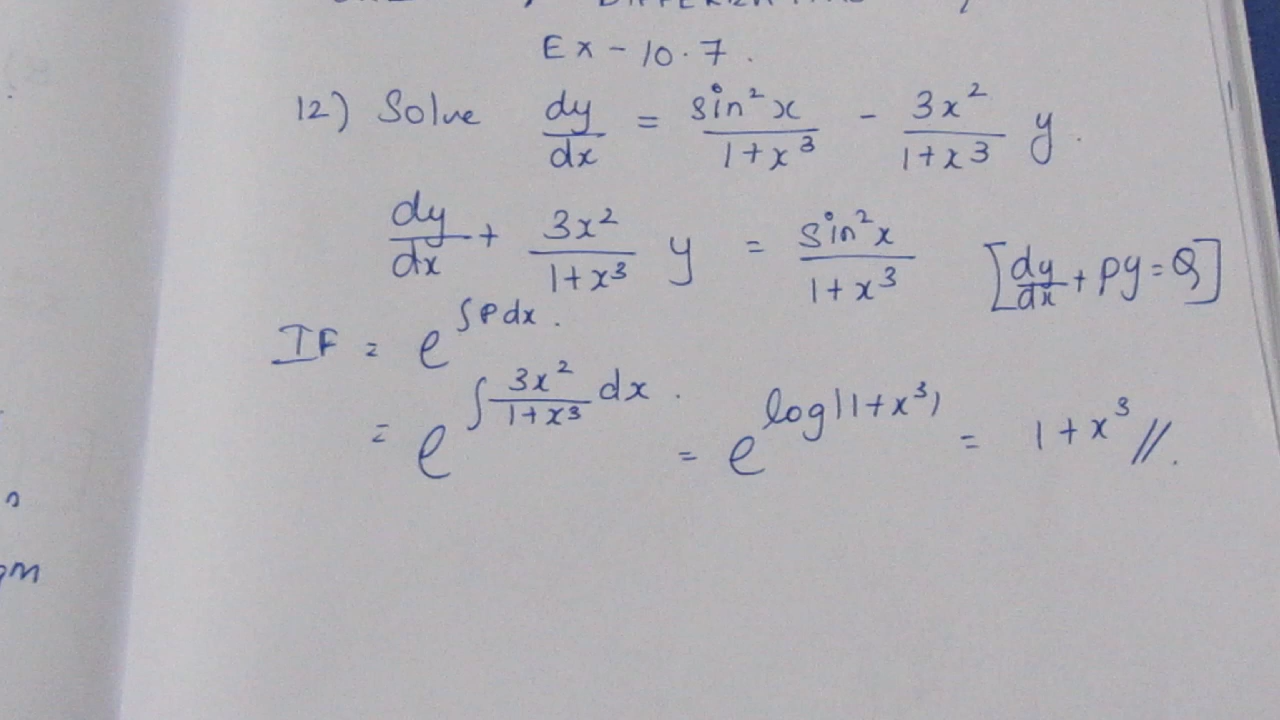 Ex - 10.7.
12) Solve dy/dx = sin²x/1+x³ - 3x²/1+x³ y.
dy/dx + 3x²/1+x³ y = sin²x/1+x³ [dy/dx + py = Q]
IF = e^∫Pdx.
= e^∫3x²/1+x³ dx. = e^log(1+x³) = 1+x³//.